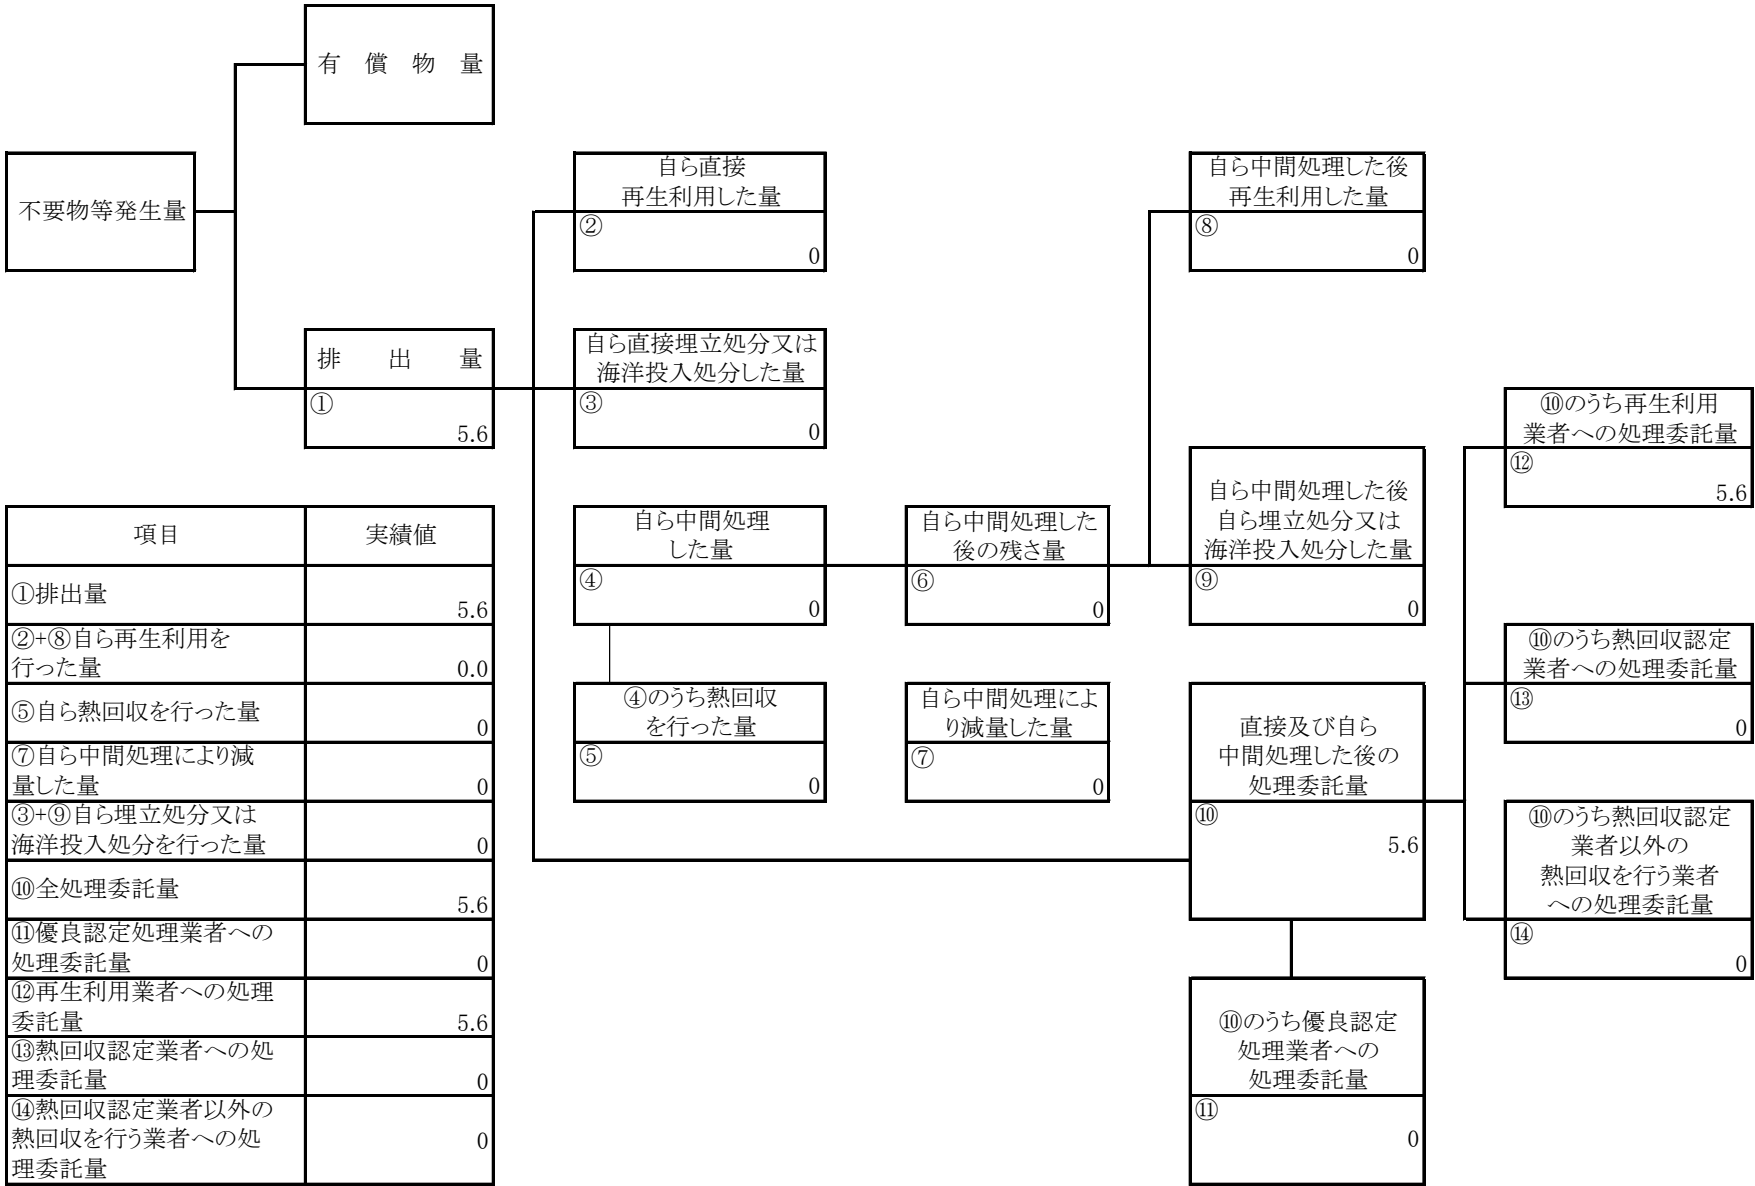 有　償　物　量
不要物等発生量
自ら直接
再生利用した量
②
0
自ら中間処理した後
再生利用した量
⑧
0
排　出　量
①
5.6
自ら直接埋立処分又は
海洋投入処分した量
③
0
⑩のうち再生利用
業者への処理委託量
⑫
5.6
自ら中間処理
した量
④
0
自ら中間処理した
後の残さ量
⑥
0
自ら中間処理した後
自ら埋立処分又は
海洋投入処分した量
⑨
0
⑩のうち熱回収認定
業者への処理委託量
⑬
0
④のうち熱回収
を行った量
⑤
0
自ら中間処理によ
り減量した量
⑦
0
直接及び自ら
中間処理した後の
処理委託量
⑩
5.6
⑩のうち熱回収認定
業者以外の
熱回収を行う業者
への処理委託量
⑭
0
⑩のうち優良認定
処理業者への
処理委託量
⑪
0
項目　実績値
①排出量
5.6
②+⑧自ら再生利用を
行った量
0.0
⑤自ら熱回収を行った量
0
⑦自ら中間処理により減
量した量
0
③+⑨自ら埋立処分又は
海洋投入処分を行った量
0
⑩全処理委託量
5.6
⑪優良認定処理業者への
処理委託量
0
⑫再生利用業者への処理
委託量
5.6
⑬熱回収認定業者への処
理委託量
0
⑭熱回収認定業者以外の
熱回収を行う業者への処
理委託量
0